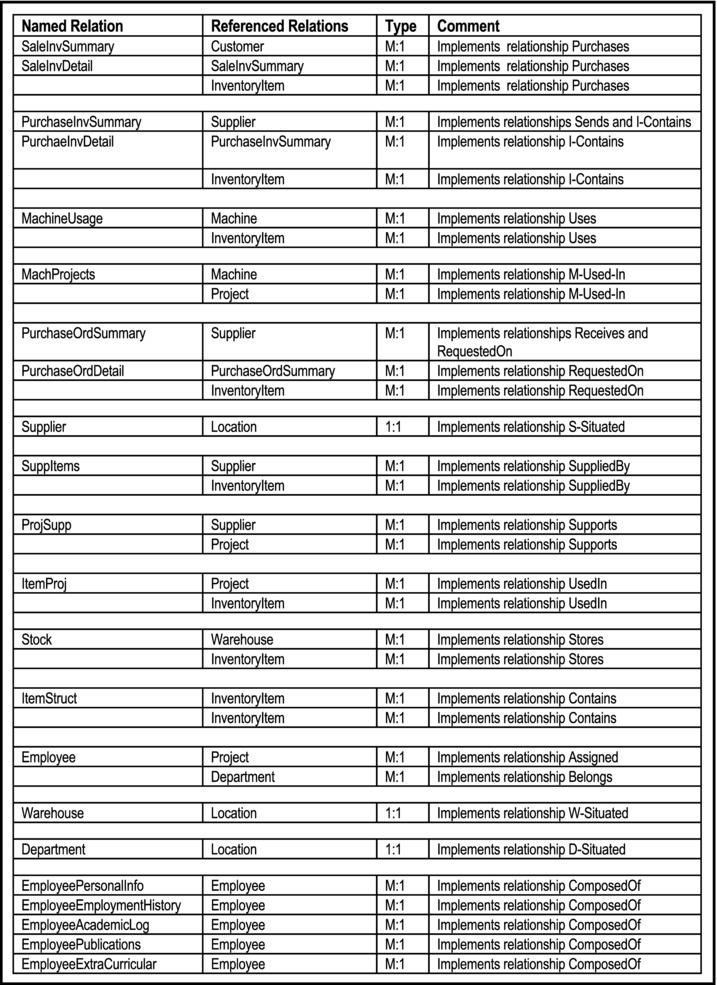 Named Relation Referenced Relations Type Comment
SaleInvSummary Customer M:1 Implements relationship Purchases
SaleInvDetail SaleInvSummary M:1 Implements relationship Purchases
InventoryItem M:1 Implements relationship Purchases
PurchaseInvSummary Supplier M:1 Implements relationships Sends and I-Contains
PurchaeInvDetail PurchaseInvSummary M:1 Implements relationship I-Contains
InventoryItem M:1 Implements relationship I-Contains
MachineUsage Machine M:1 Implements relationship Uses
InventoryItem M:1 Implements relationship Uses
MachProjects Machine M:1 Implements relationship M-Used-In
Project M:1 Implements relationship M-Used-In
PurchaseOrdSummary Supplier M:1 Implements relationships Receives and
RequestedOn
PurchaseOrdDetail PurchaseOrdSummary M:1 Implements relationship RequestedOn
InventoryItem M:1 Implements relationship RequestedOn
Supplier Location 1:1 Implements relationship S-Situated
SuppItems Supplier M:1 Implements relationship SuppliedBy
InventoryItem M:1 Implements relationship SuppliedBy
ProjSupp Supplier M:1 Implements relationship Supports
Project M:1 Implements relationship Supports
ItemProj Project M:1 Implements relationship UsedIn
InventoryItem M:1 Implements relationship UsedIn
Stock Warehouse M:1 Implements relationship Stores
InventoryItem M:1 Implements relationship Stores
ItemStruct InventoryItem M:1 Implements relationship Contains
InventoryItem M:1 Implements relationship Contains
Employee Project M:1 Implements relationship Assigned
Department M:1 Implements relationship Belongs
Warehouse Location 1:1 Implements relationship W-Situated
Department Location 1:1 Implements relationship D-Situated
EmployeePersonalInfo Employee M:1 Implements relationship ComposedOf
EmployeeEmploymentHistory Employee M:1 Implements relationship ComposedOf
EmployeeAcademicLog Employee M:1 Implements relationship ComposedOf
EmployeePublications Employee M:1 Implements relationship ComposedOf
EmployeeExtraCurricular Employee M:1 Implements relationship ComposedOf